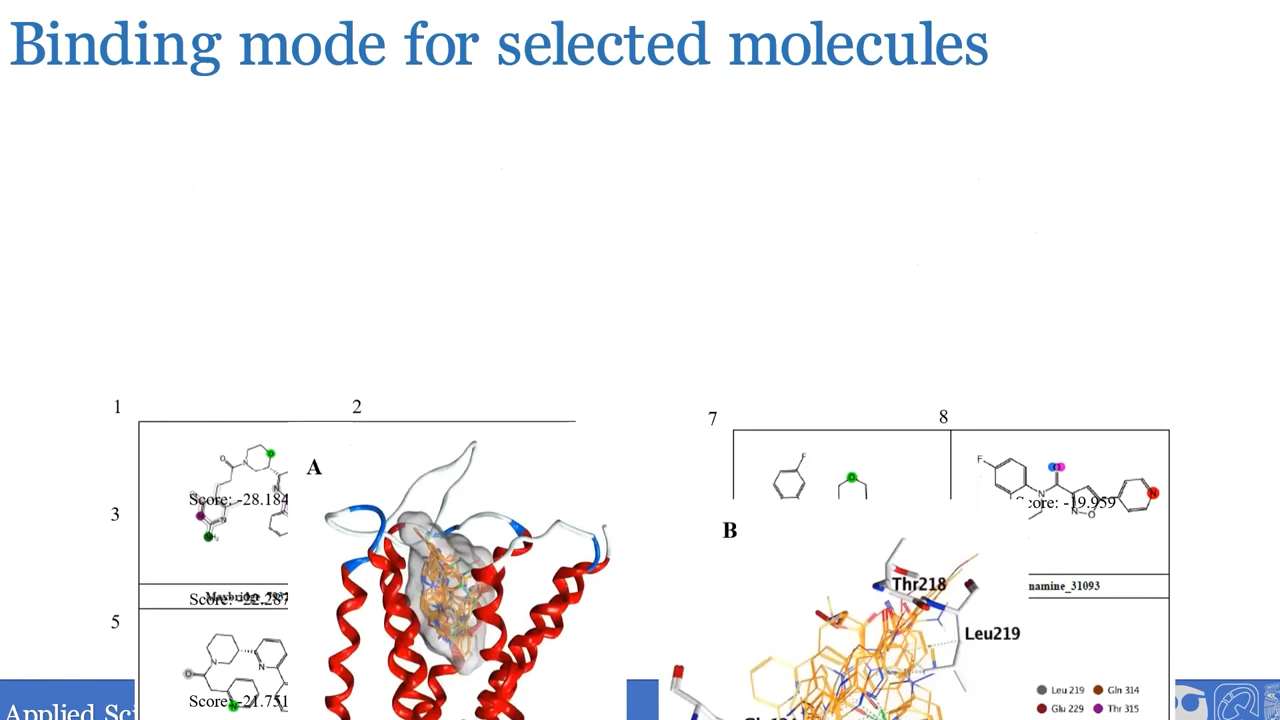 Binding mode for selected molecules
1
2
7
8
A
F
O
O
F
O
N
N
N
N-O
Score: -28.184
Score: -19.959
3
B
N
Thr218
namine_31093
Score: -22.287
5
Leu219
O
N
N
Score: -21.751
Leu 219
Gln 314
Glu 229
Thr 315
Applied Sci